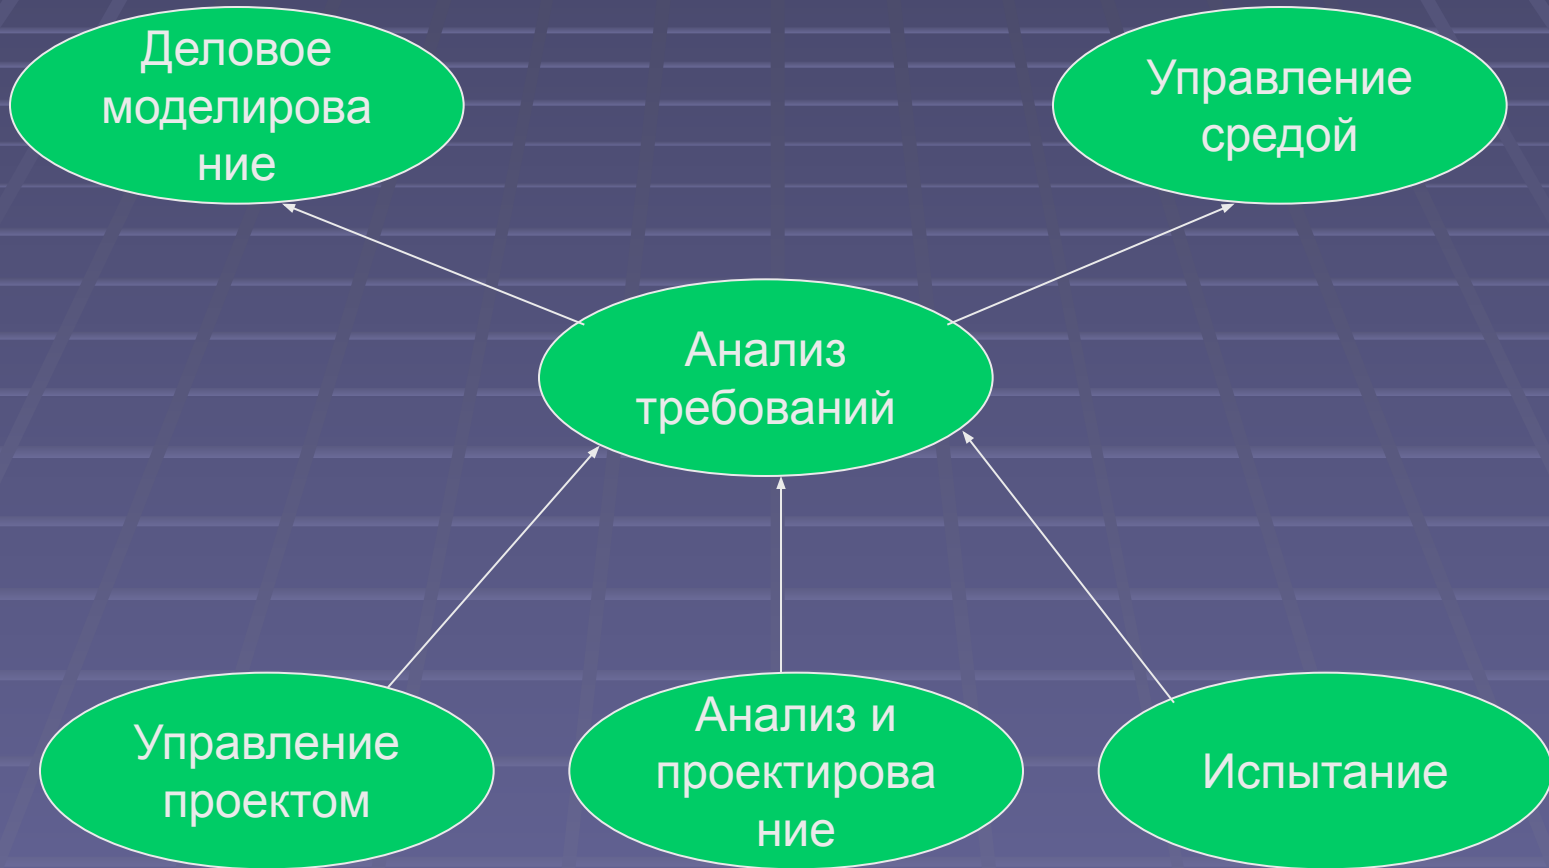 Деловое
моделирова
ние
Управление
средой
Анализ
требований
Управление
проектом
Анализ и
проектирова
ние
Испытание